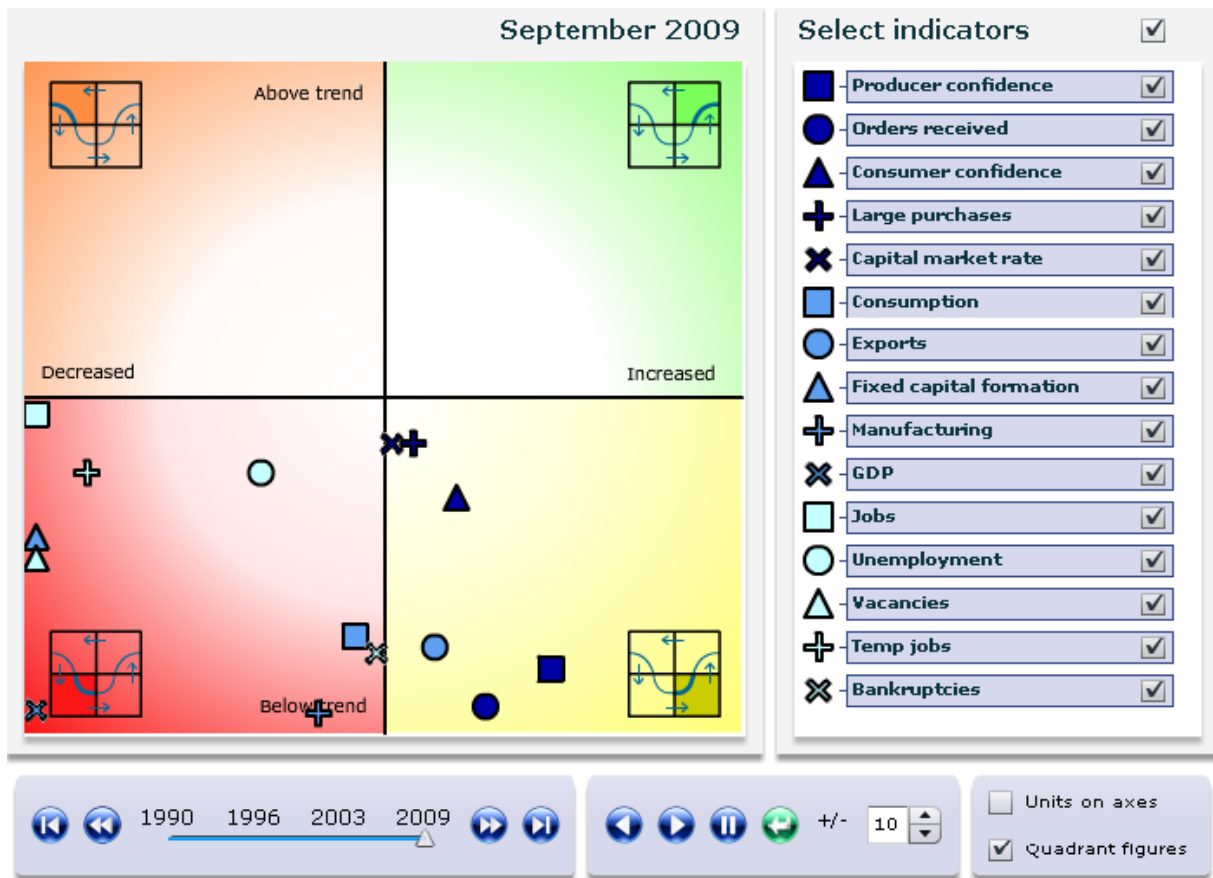 September 2009
Above trend
Decreased
Increased
Below trend
Select indicators
Producer confidence
Orders received
Consumer confidence
Large purchases
Capital market rate
Consumption
Exports
Fixed capital formation
Manufacturing
GDP
Jobs
Unemployment
Vacancies
Temp jobs
Bankruptcies
1990 1996 2003 2009
+/- 10
Units on axes
Quadrant figures